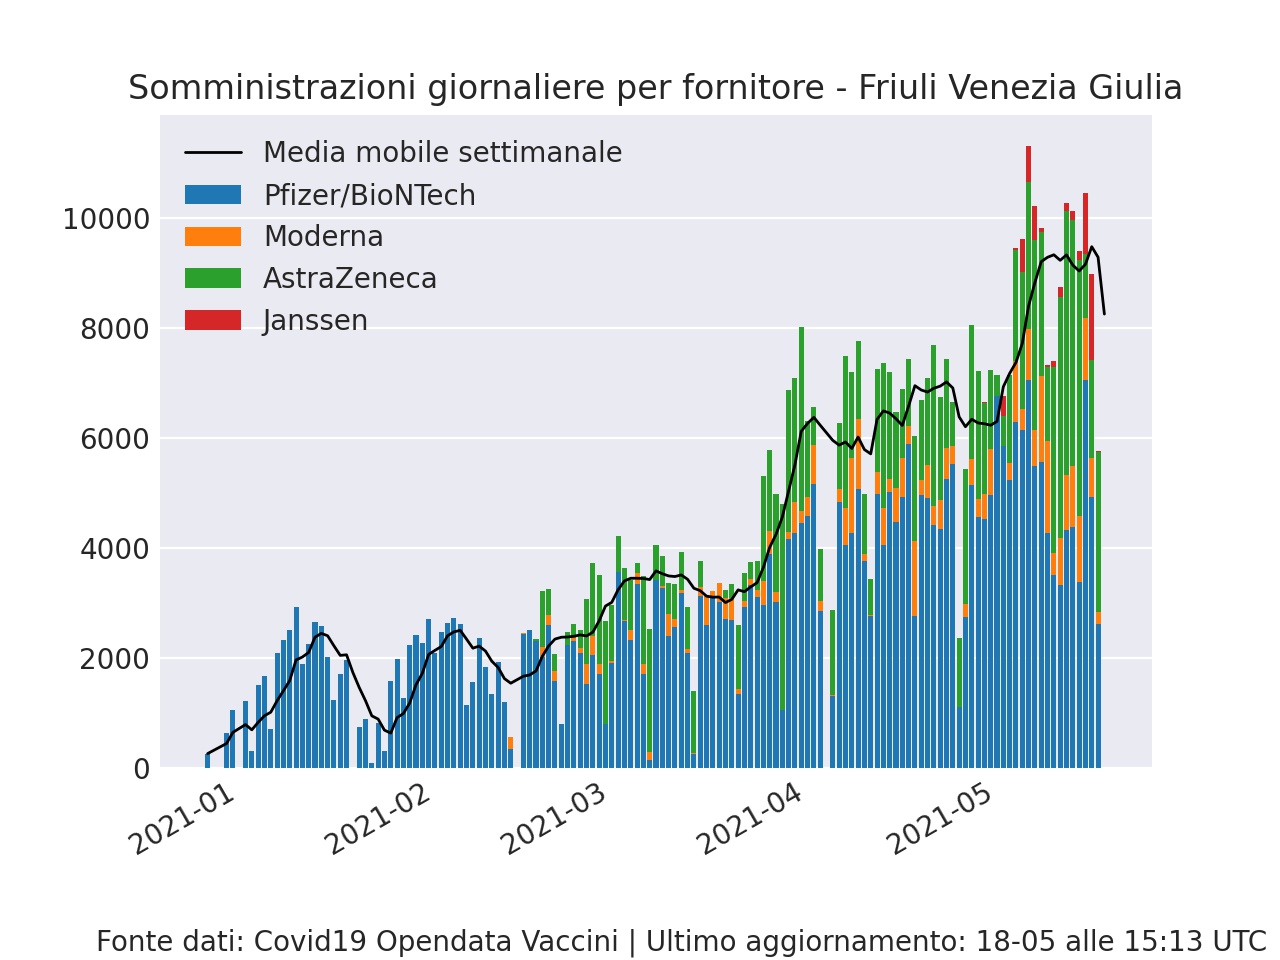 Somministrazioni giornaliere per fornitore - Friuli Venezia Giulia
Media mobile settimanale
Pfizer/BioNTech
Moderna
AstraZeneca
Janssen
10000
8000
6000
4000
2000
0
2021-01
2021-02
2021-03
2021-04
2021-05
Fonte dati: Covid19 Opendata Vaccini | Ultimo aggiornamento: 18-05 alle 15:13 UTC